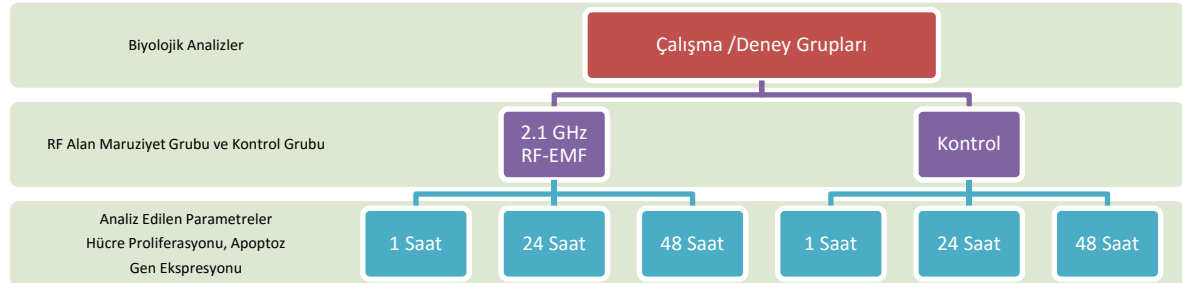 Biyolojik Analizler
Çalışma /Deney Grupları
RF Alan Maruziyet Grubu ve Kontrol Grubu
2.1 GHz
RF-EMF
Kontrol
Analiz Edilen Parametreler
Hücre Proliferasyonu, Apoptoz
Gen Ekspresyonu
1 Saat
24 Saat
48 Saat
1 Saat
24 Saat
48 Saat